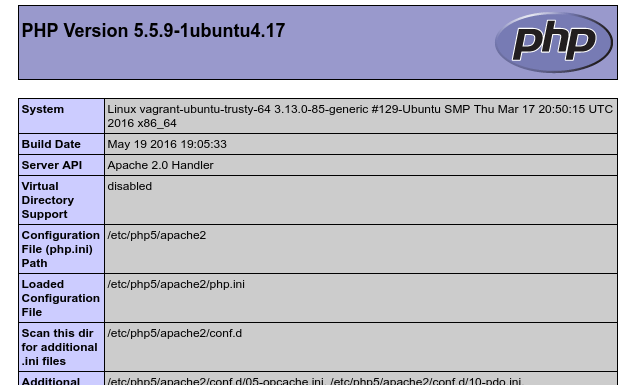 PHP Version 5.5.9-1ubuntu4.17
php
System
Linux vagrant-ubuntu-trusty-64 3.13.0-85-generic #129-Ubuntu SMP Thu Mar 17 20:50:15 UTC
2016 x86_64
Build Date
May 19 2016 19:05:33
Server API
Apache 2.0 Handler
Virtual
Directory
Support
disabled
Configuration
File (php.ini)
Path
/etc/php5/apache2
Loaded
Configuration
File
/etc/php5/apache2/php.ini
Scan this dir
for additional
.ini files
/etc/php5/apache2/conf.d
Additional
/etc/php5/apache2/conf.d/05-opcache.ini, /etc/php5/apache2/conf.d/10-pdo.ini,